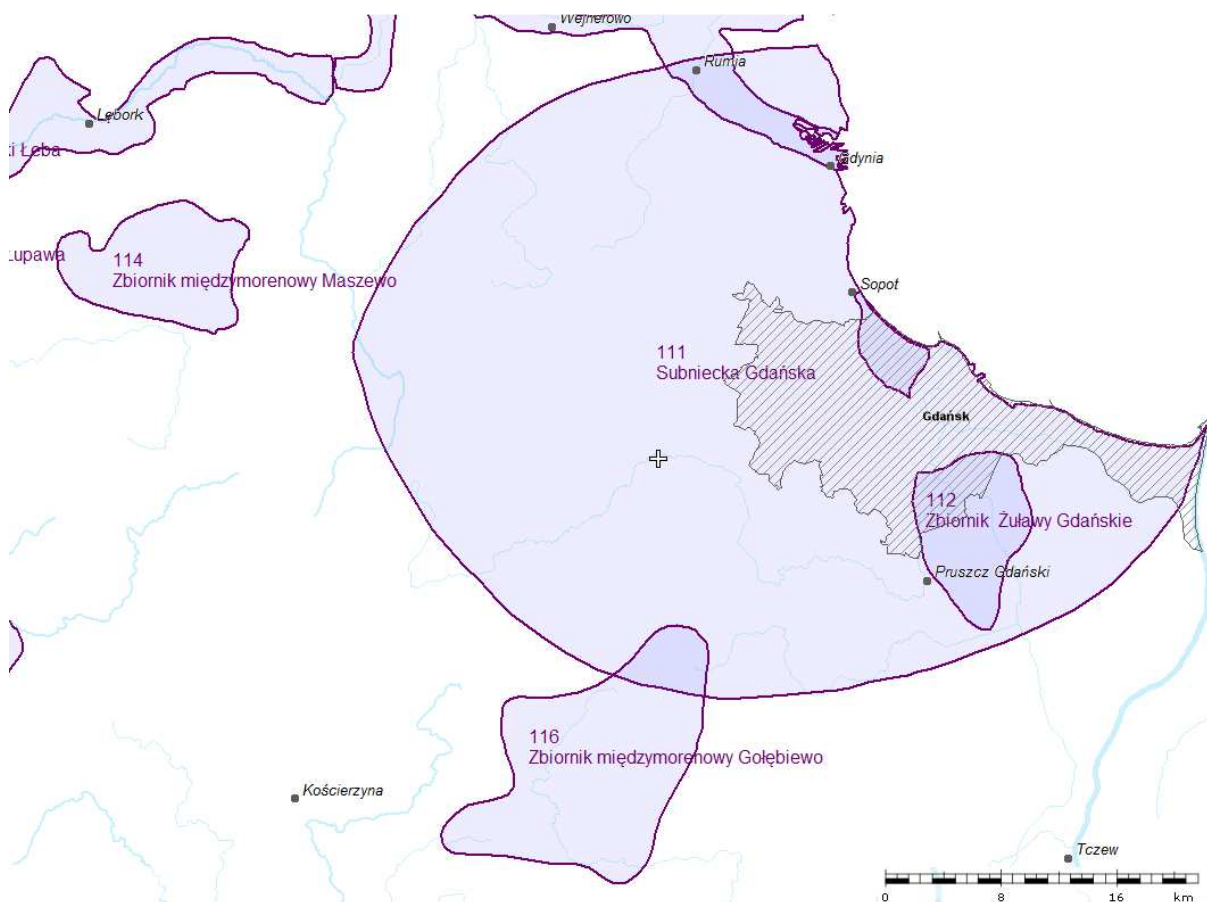 Wejherowo
Rumia
Lębork
Gdynia
ki Łeba
Łupawa
114
Zbiornik międzymorenowy Maszewo
Sopot
111
Subniecka Gdańska
Gdańsk
112
Zbiornik Żuławy Gdańskie
Pruszcz Gdański
116
Zbiornik międzymorenowy Gołębiewo
Kościerzyna
Tczew
0 8 16 km